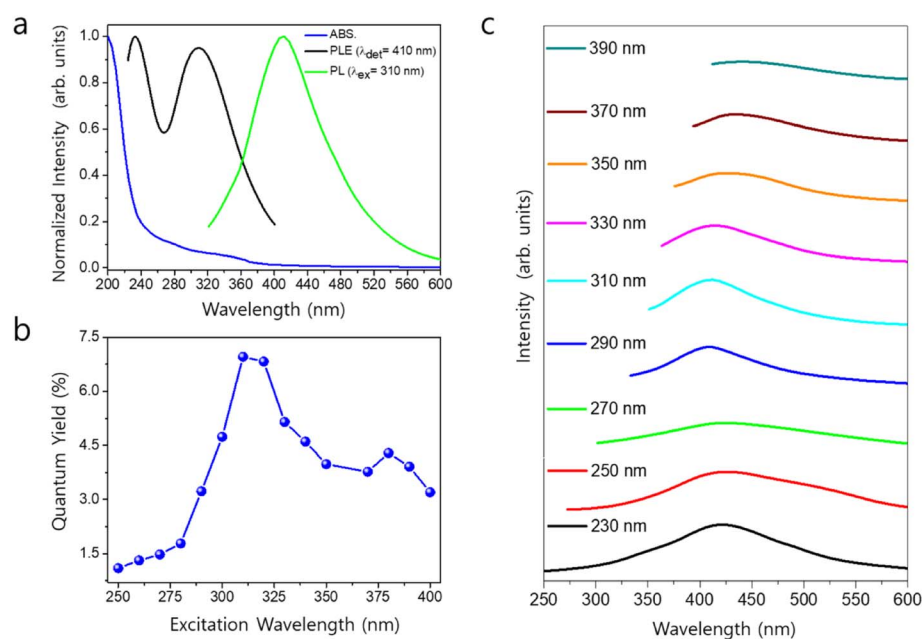 a
Normalized Intensity (arb. units)
1.0
0.8
0.6
0.4
0.2
0.0
ABS.
PLE (λdet= 410 nm)
PL (λex= 310 nm)
200 240 280 320 360 400 440 480 520 560 600
Wavelength (nm)
b
Quantum Yield (%)
7.5
6.0
4.5
3.0
1.5
250 275 300 325 350 375 400
Excitation Wavelength (nm)
c
Intensity (arb. units)
390 nm
370 nm
350 nm
330 nm
310 nm
290 nm
270 nm
250 nm
230 nm
250 300 350 400 450 500 550 600
Wavelength (nm)